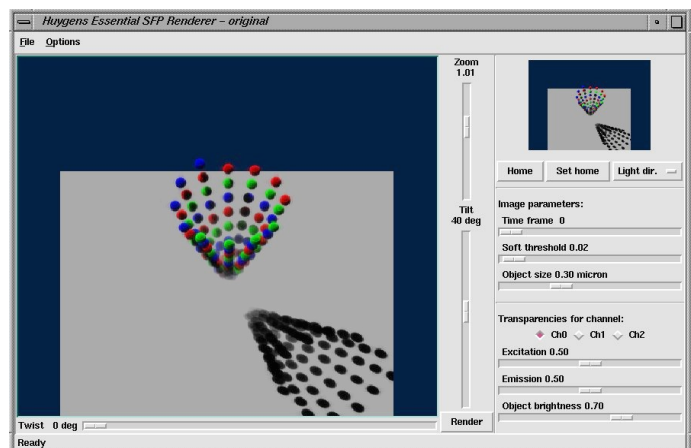 Huygens Essential SFP Renderer – original
File Options
Zoom
1.01
Home Set home Light dir.
Image parameters:
Time frame 0
Tilt
40 deg
Soft threshold 0.02
Object size 0.30 micron
Transparencies for channel:
Ch0 Ch1 Ch2
Excitation 0.50
Emission 0.50
Object brightness 0.70
Twist 0 deg
Render
Ready